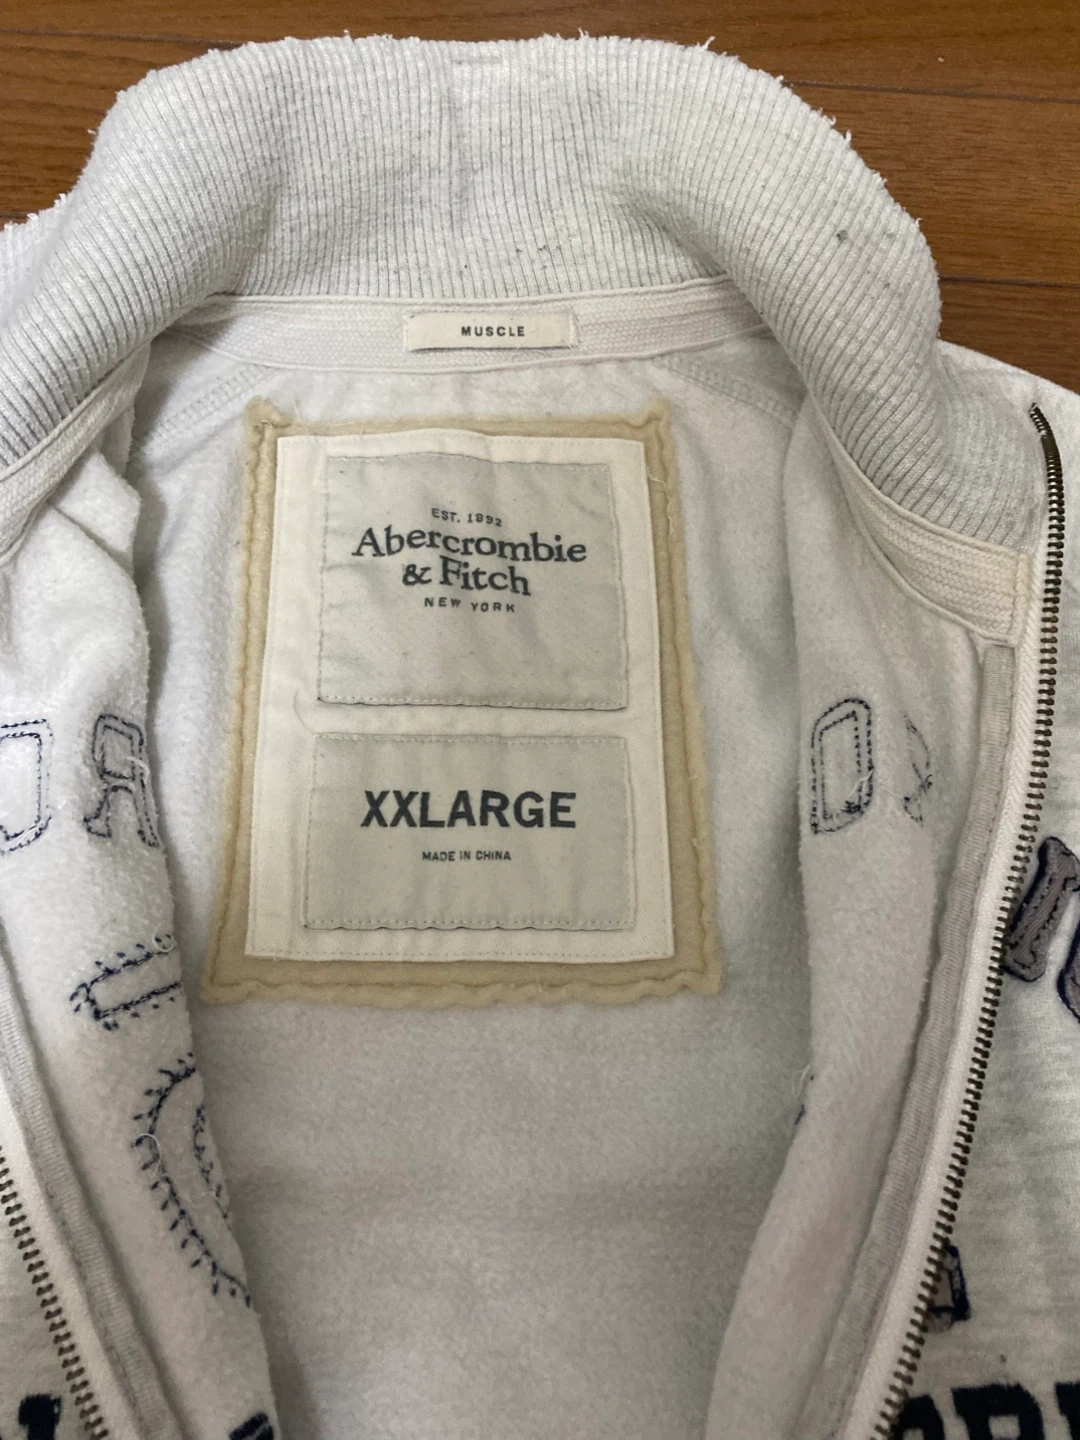 MUSCLE
EST. 1892
Abercrombie
& Fitch
NEW YORK
XXLARGE
MADE IN CHINA